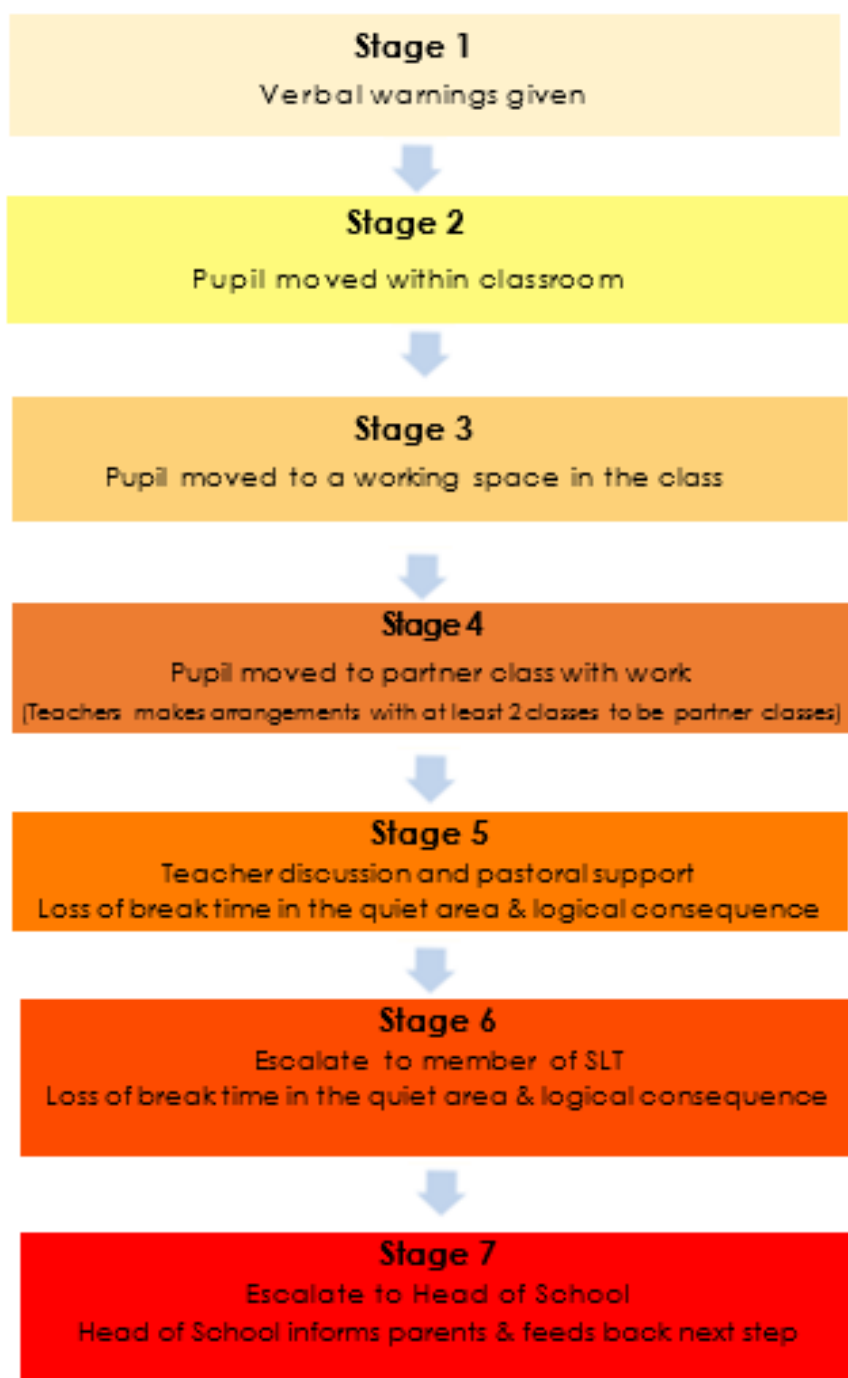 Stage 1
Verbal warnings given
Stage 2
Pupil moved within classroom
Stage 3
Pupil moved to a working space in the class
Stage 4
Pupil moved to partner class with work
(Teachers makes arrangements with at least 2 classes to be partner classes)
Stage 5
Teacher discussion and pastoral support
Loss of break time in the quiet area & logical consequence
Stage 6
Escalate to member of SLT
Loss of break time in the quiet area & logical consequence
Stage 7
Escalate to Head of School
Head of School informs parents & feeds back next step